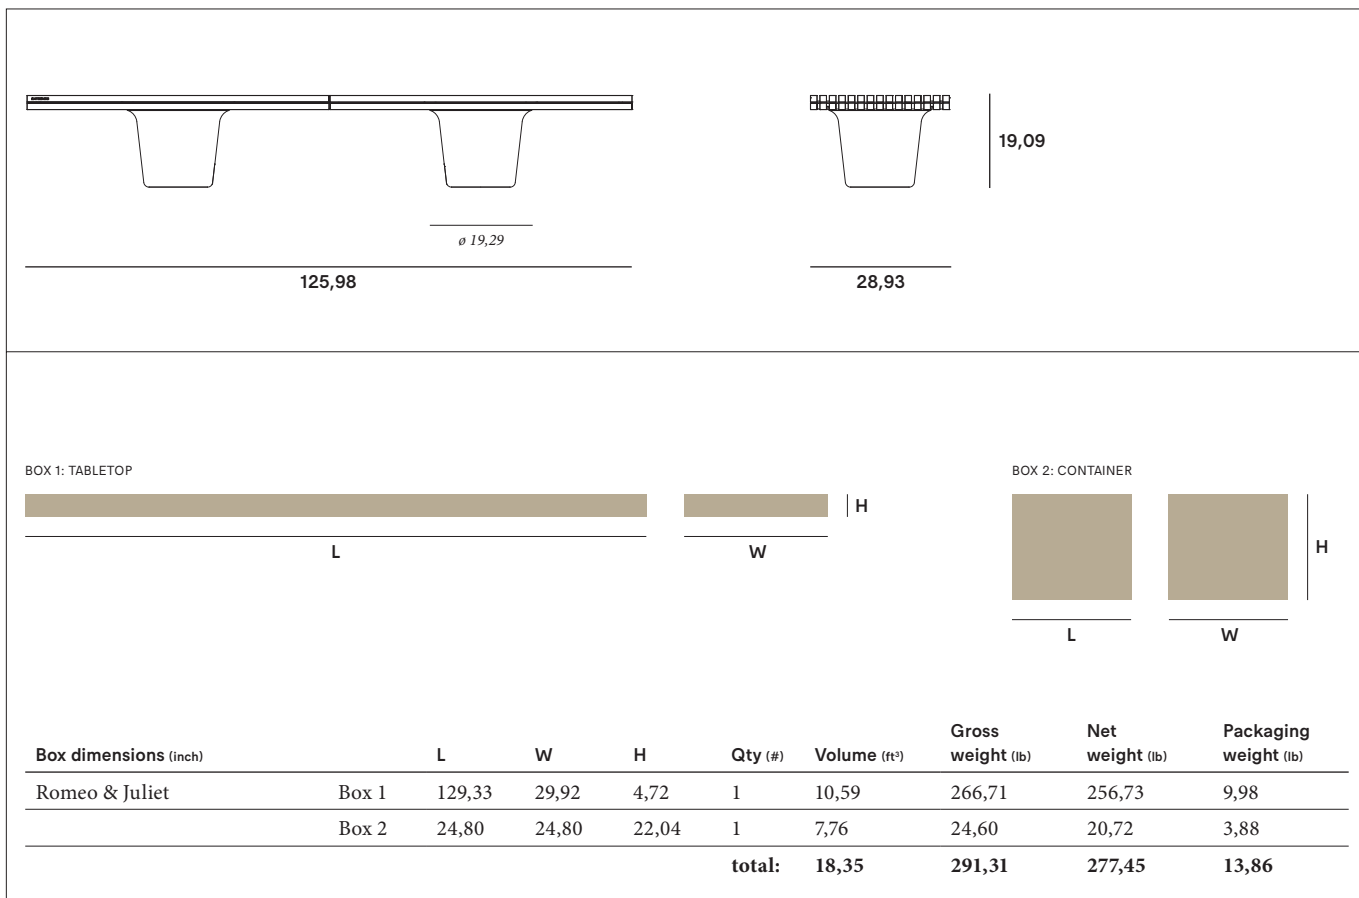 19,09
ø 19,29
125,98
28,93
BOX 1: TABLETOP
BOX 2: CONTAINER
H
L
W
H
L
W
Box dimensions (inch) L W H Qty (#) Volume (ft³) Gross weight (lb) Net weight (lb) Packaging weight (lb)
Romeo & Juliet Box 1 129,33 29,92 4,72 1 10,59 266,71 256,73 9,98
Box 2 24,80 24,80 22,04 1 7,76 24,60 20,72 3,88
total: 18,35 291,31 277,45 13,86